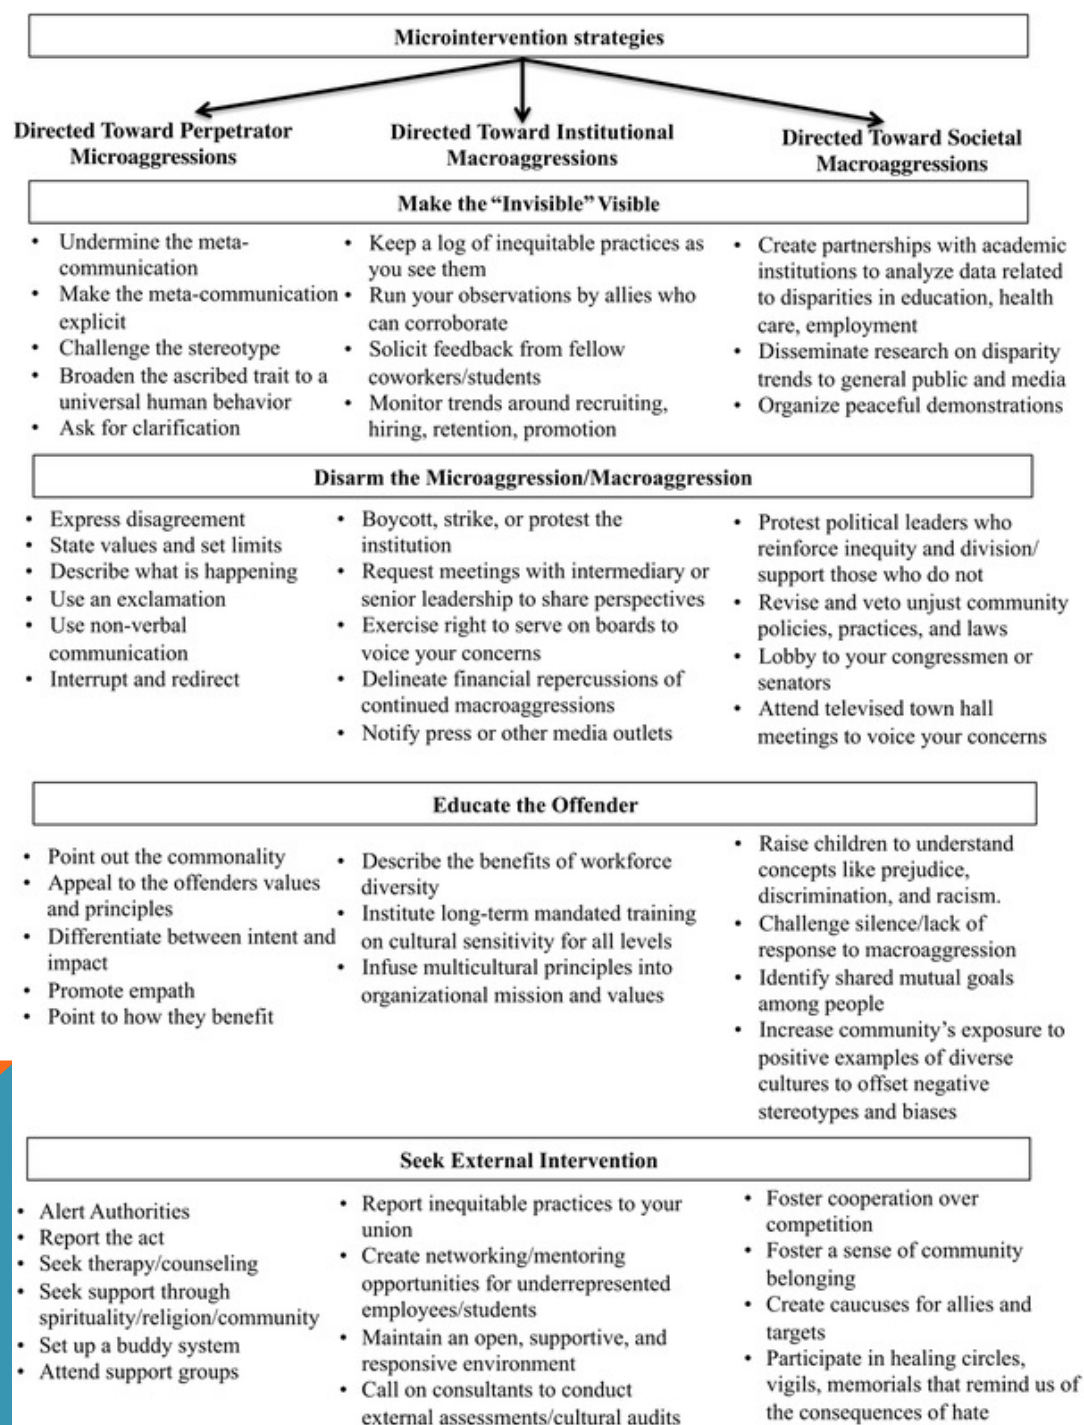 Microintervention strategies
Directed Toward Perpetrator
Microaggressions
Directed Toward Institutional
Macroaggressions
Directed Toward Societal
Macroaggressions
Make the “Invisible” Visible
• Undermine the meta-
communication
• Make the meta-communication
explicit
• Challenge the stereotype
• Broaden the ascribed trait to a
universal human behavior
• Ask for clarification
• Keep a log of inequitable practices as
you see them
• Run your observations by allies who
can corroborate
• Solicit feedback from fellow
coworkers/students
• Monitor trends around recruiting,
hiring, retention, promotion
• Create partnerships with academic
institutions to analyze data related
to disparities in education, health
care, employment
• Disseminate research on disparity
trends to general public and media
• Organize peaceful demonstrations
Disarm the Microaggression/Macroaggression
• Express disagreement
• State values and set limits
• Describe what is happening
• Use an exclamation
• Use non-verbal
communication
• Interrupt and redirect
• Boycott, strike, or protest the
institution
• Request meetings with intermediary or
senior leadership to share perspectives
• Exercise right to serve on boards to
voice your concerns
• Delineate financial repercussions of
continued macroaggressions
• Notify press or other media outlets
• Protest political leaders who
reinforce inequity and division/
support those who do not
• Revise and veto unjust community
policies, practices, and laws
• Lobby to your congressmen or
senators
• Attend televised town hall
meetings to voice your concerns
Educate the Offender
• Point out the commonality
• Appeal to the offenders values
and principles
• Differentiate between intent and
impact
• Promote empath
• Point to how they benefit
• Describe the benefits of workforce
diversity
• Institute long-term mandated training
on cultural sensitivity for all levels
• Infuse multicultural principles into
organizational mission and values
• Raise children to understand
concepts like prejudice,
discrimination, and racism.
• Challenge silence/lack of
response to macroaggression
• Identify shared mutual goals
among people
• Increase community’s exposure to
positive examples of diverse
cultures to offset negative
stereotypes and biases
Seek External Intervention
• Alert Authorities
• Report the act
• Seek therapy/counseling
• Seek support through
spirituality/religion/community
• Set up a buddy system
• Attend support groups
• Report inequitable practices to your
union
• Create networking/mentoring
opportunities for underrepresented
employees/students
• Maintain an open, supportive, and
responsive environment
• Call on consultants to conduct
external assessments/cultural audits
• Foster cooperation over
competition
• Foster a sense of community
belonging
• Create caucuses for allies and
targets
• Participate in healing circles,
vigils, memorials that remind us of
the consequences of hate